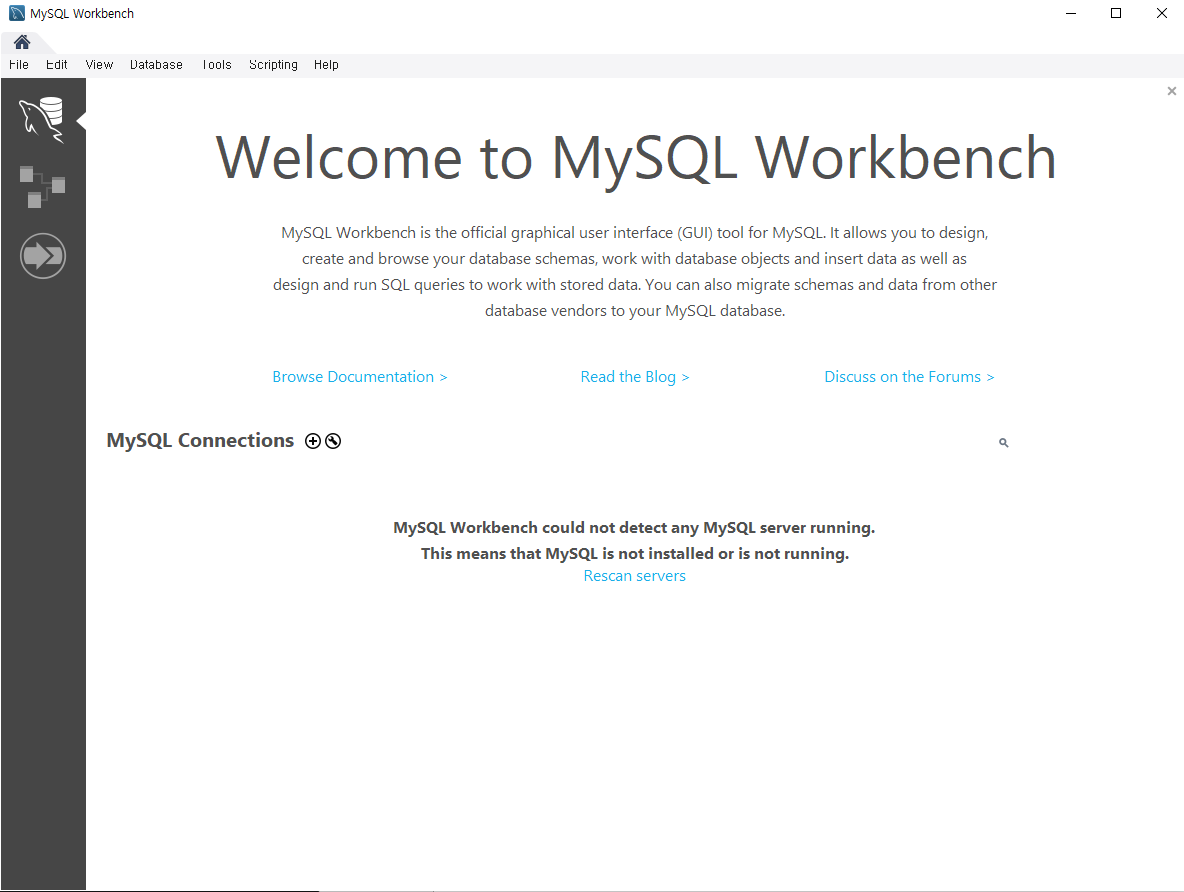 MySQL Workbench
File Edit View Database Tools Scripting Help
Welcome to MySQL Workbench
MySQL Workbench is the official graphical user interface (GUI) tool for MySQL. It allows you to design,
create and browse your database schemas, work with database objects and insert data as well as
design and run SQL queries to work with stored data. You can also migrate schemas and data from other
database vendors to your MySQL database.
Browse Documentation > Read the Blog > Discuss on the Forums >
MySQL Connections
MySQL Workbench could not detect any MySQL server running.
This means that MySQL is not installed or is not running.
Rescan servers